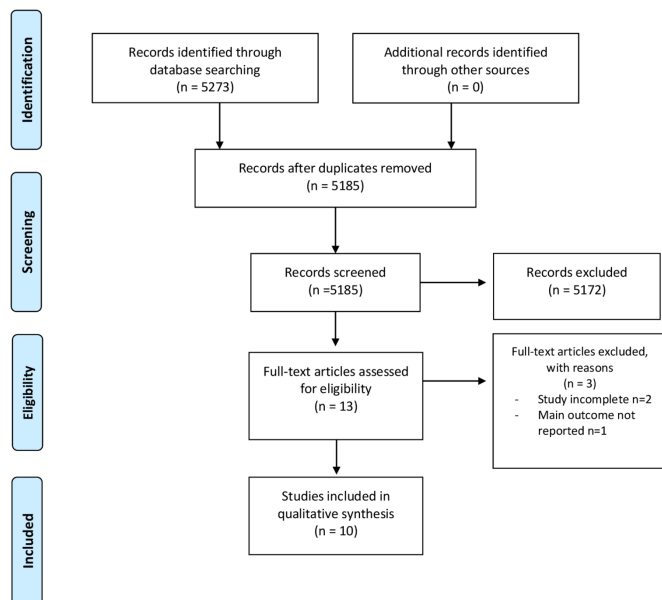 Identification
Records identified through
database searching
(n = 5273)
Additional records identified
through other sources
(n = 0)
Records after duplicates removed
(n = 5185)
Screening
Records screened
(n =5185)
Records excluded
(n = 5172)
Eligibility
Full-text articles assessed
for eligibility
(n = 13)
Full-text articles excluded,
with reasons
(n = 3)
- Study incomplete n=2
- Main outcome not
reported n=1
Included
Studies included in
qualitative synthesis
(n = 10)